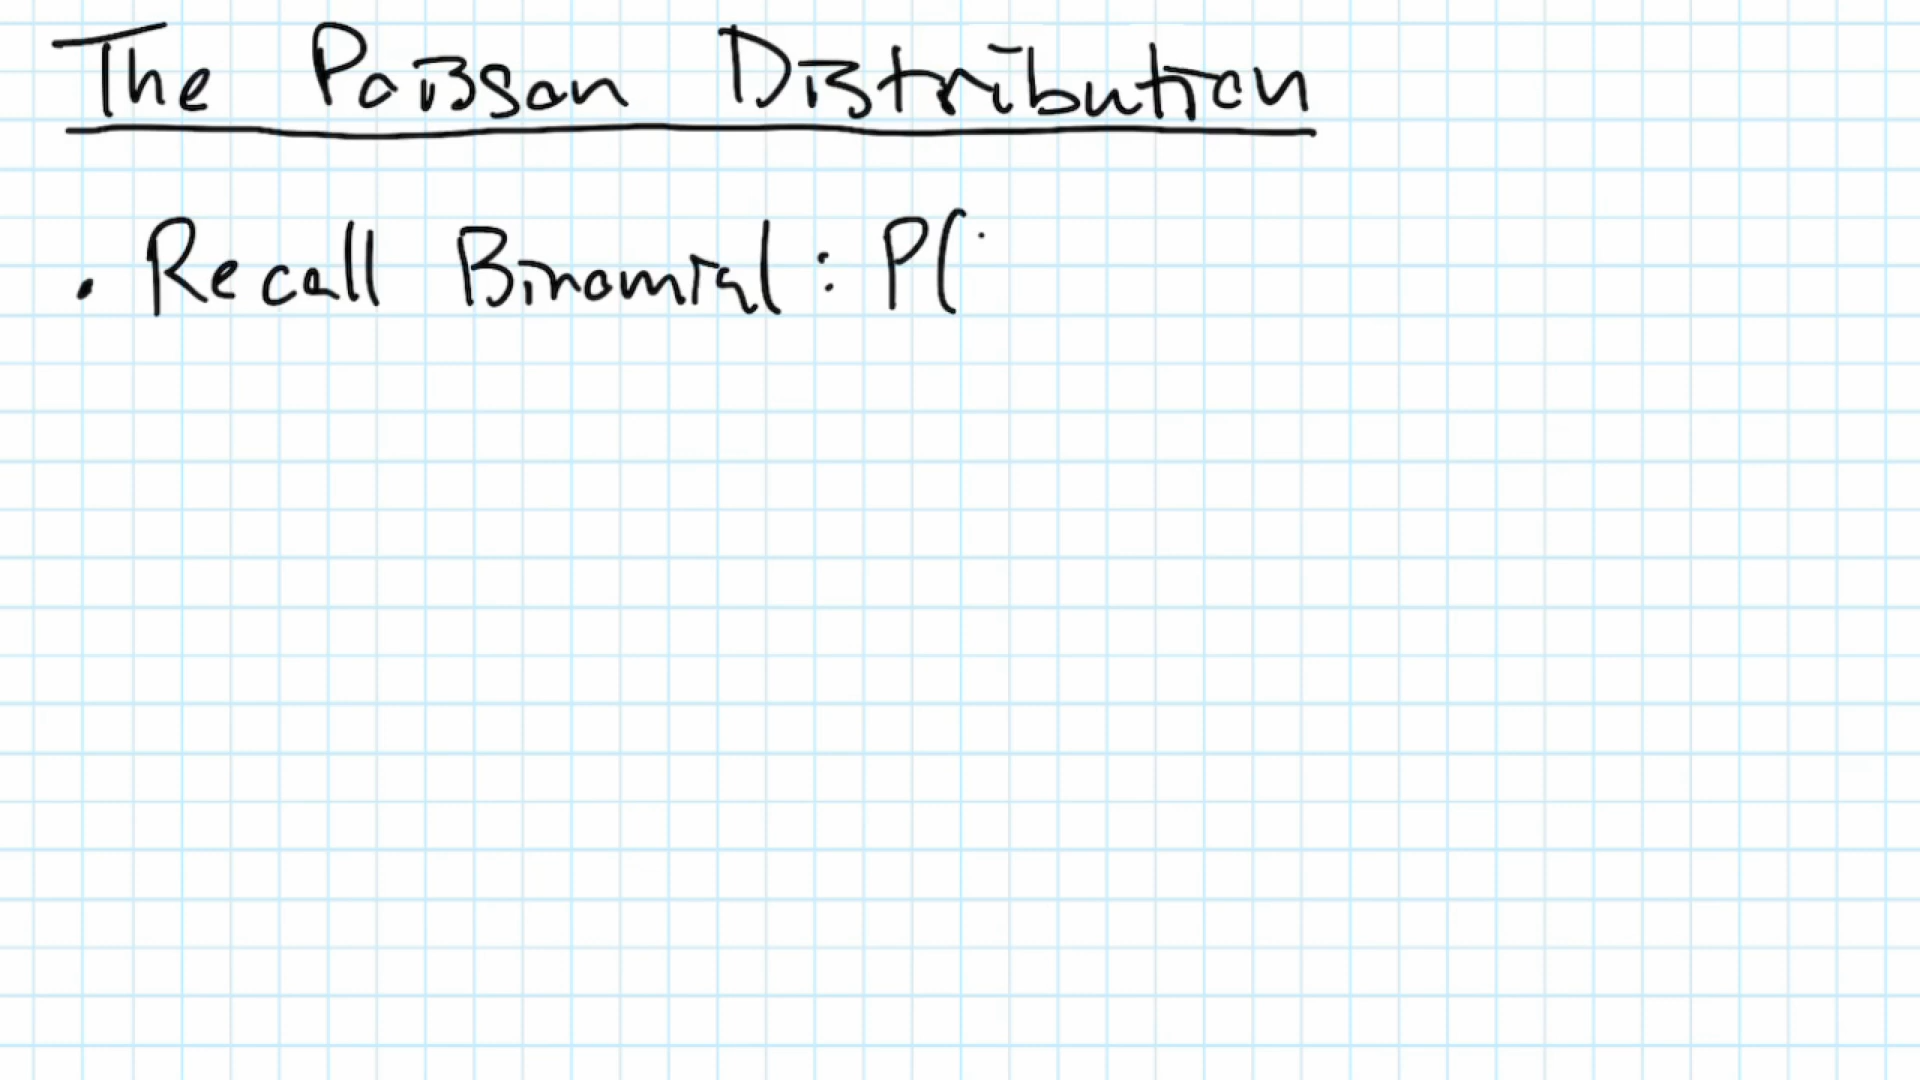 The Poisson Distribution
. Recall Binomial : P(